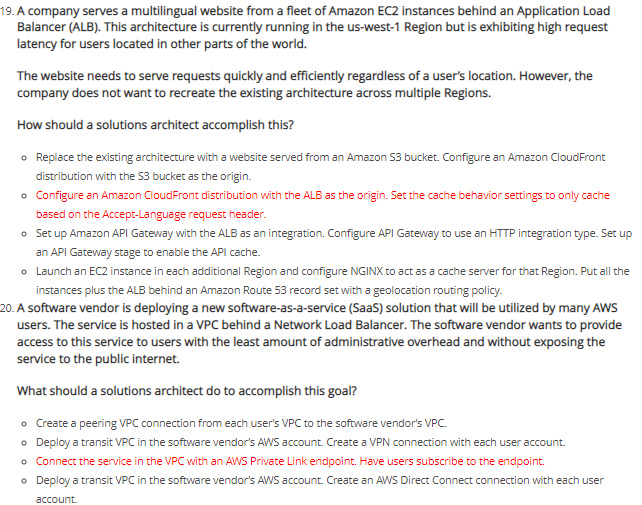 19. A company serves a multilingual website from a fleet of Amazon EC2 instances behind an Application Load
Balancer (ALB). This architecture is currently running in the us-west-1 Region but is exhibiting high request
latency for users located in other parts of the world.
The website needs to serve requests quickly and efficiently regardless of a user's location. However, the
company does not want to recreate the existing architecture across multiple Regions.
How should a solutions architect accomplish this?
○ Replace the existing architecture with a website served from an Amazon S3 bucket. Configure an Amazon CloudFront
distribution with the S3 bucket as the origin.
○ Configure an Amazon CloudFront distribution with the ALB as the origin. Set the cache behavior settings to only cache
based on the Accept-Language request header.
○ Set up Amazon API Gateway with the ALB as an integration. Configure API Gateway to use an HTTP integration type. Set up
an API Gateway stage to enable the API cache.
○ Launch an EC2 instance in each additional Region and configure NGINX to act as a cache server for that Region. Put all the
instances plus the ALB behind an Amazon Route 53 record set with a geolocation routing policy.
20. A software vendor is deploying a new software-as-a-service (SaaS) solution that will be utilized by many AWS
users. The service is hosted in a VPC behind a Network Load Balancer. The software vendor wants to provide
access to this service to users with the least amount of administrative overhead and without exposing the
service to the public internet.
What should a solutions architect do to accomplish this goal?
○ Create a peering VPC connection from each user's VPC to the software vendor's VPC.
○ Deploy a transit VPC in the software vendor's AWS account. Create a VPN connection with each user account.
○ Connect the service in the VPC with an AWS Private Link endpoint. Have users subscribe to the endpoint.
○ Deploy a transit VPC in the software vendor's AWS account. Create an AWS Direct Connect connection with each user
account.